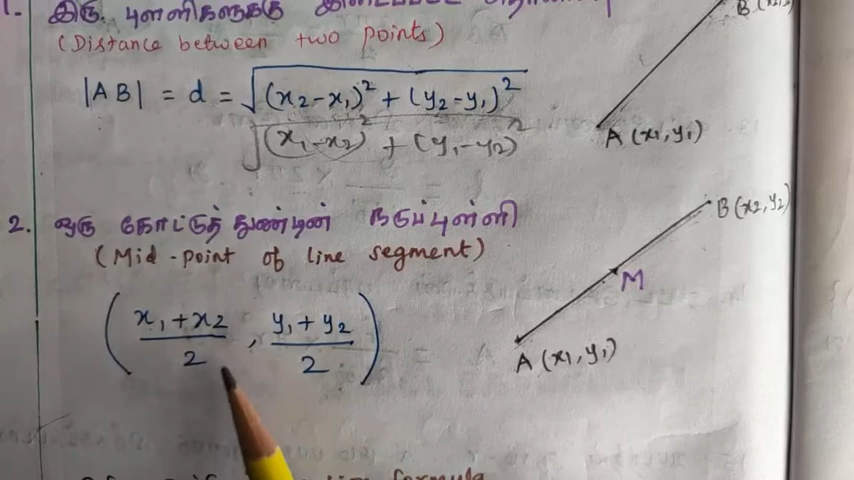 1. இரு புள்ளிகளுக்கு
(Distance between two points)
|AB| = d = √(x₂-x₁)² + (y₂-y₁)²
√(x₁-x₂)² + (y₁-y₂)²
B
A (x₁, y₁)
2. ஒரு கோட்டுத் துண்டின் நடுப்புள்ளி
(Mid-point of line segment)
B (x₂, y₂)
M
A (x₁, y₁)
(x₁+x₂/2 , y₁+y₂/2)
formula